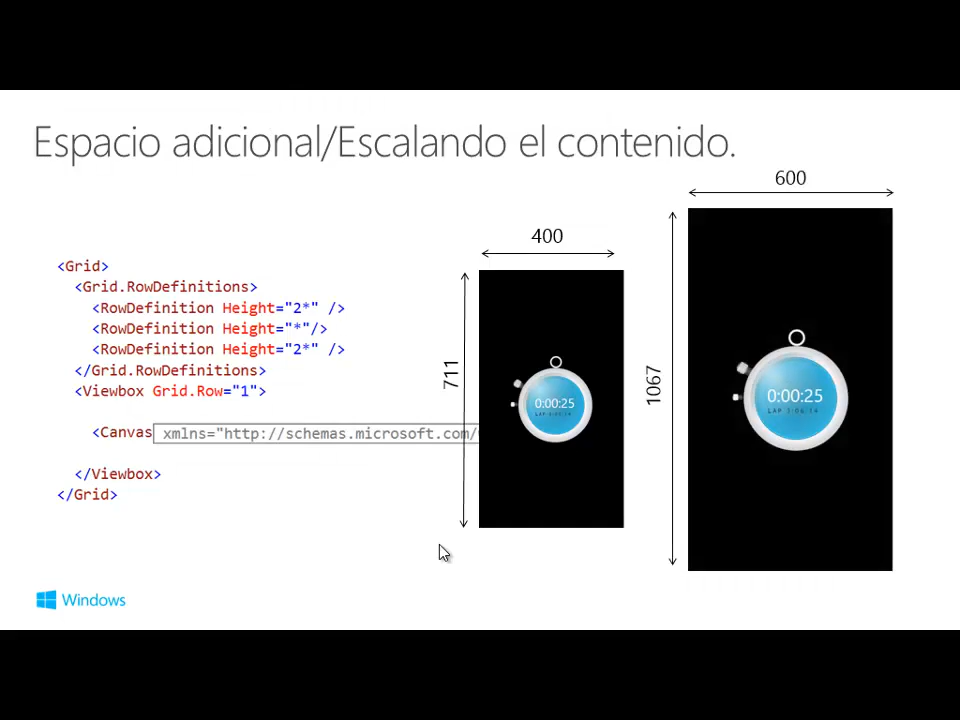 Espacio adicional/Escalando el contenido.
600
400
<Grid>
<Grid.RowDefinitions>
<RowDefinition Height="2*" />
<RowDefinition Height="*"/>
<RowDefinition Height="2*" />
</Grid.RowDefinitions>
<Viewbox Grid.Row="1">
<Canvas xmlns="http://schemas.microsoft.com/
</Viewbox>
</Grid>
711
0:00:25
LAP
1067
0:00:25
LAP
Windows